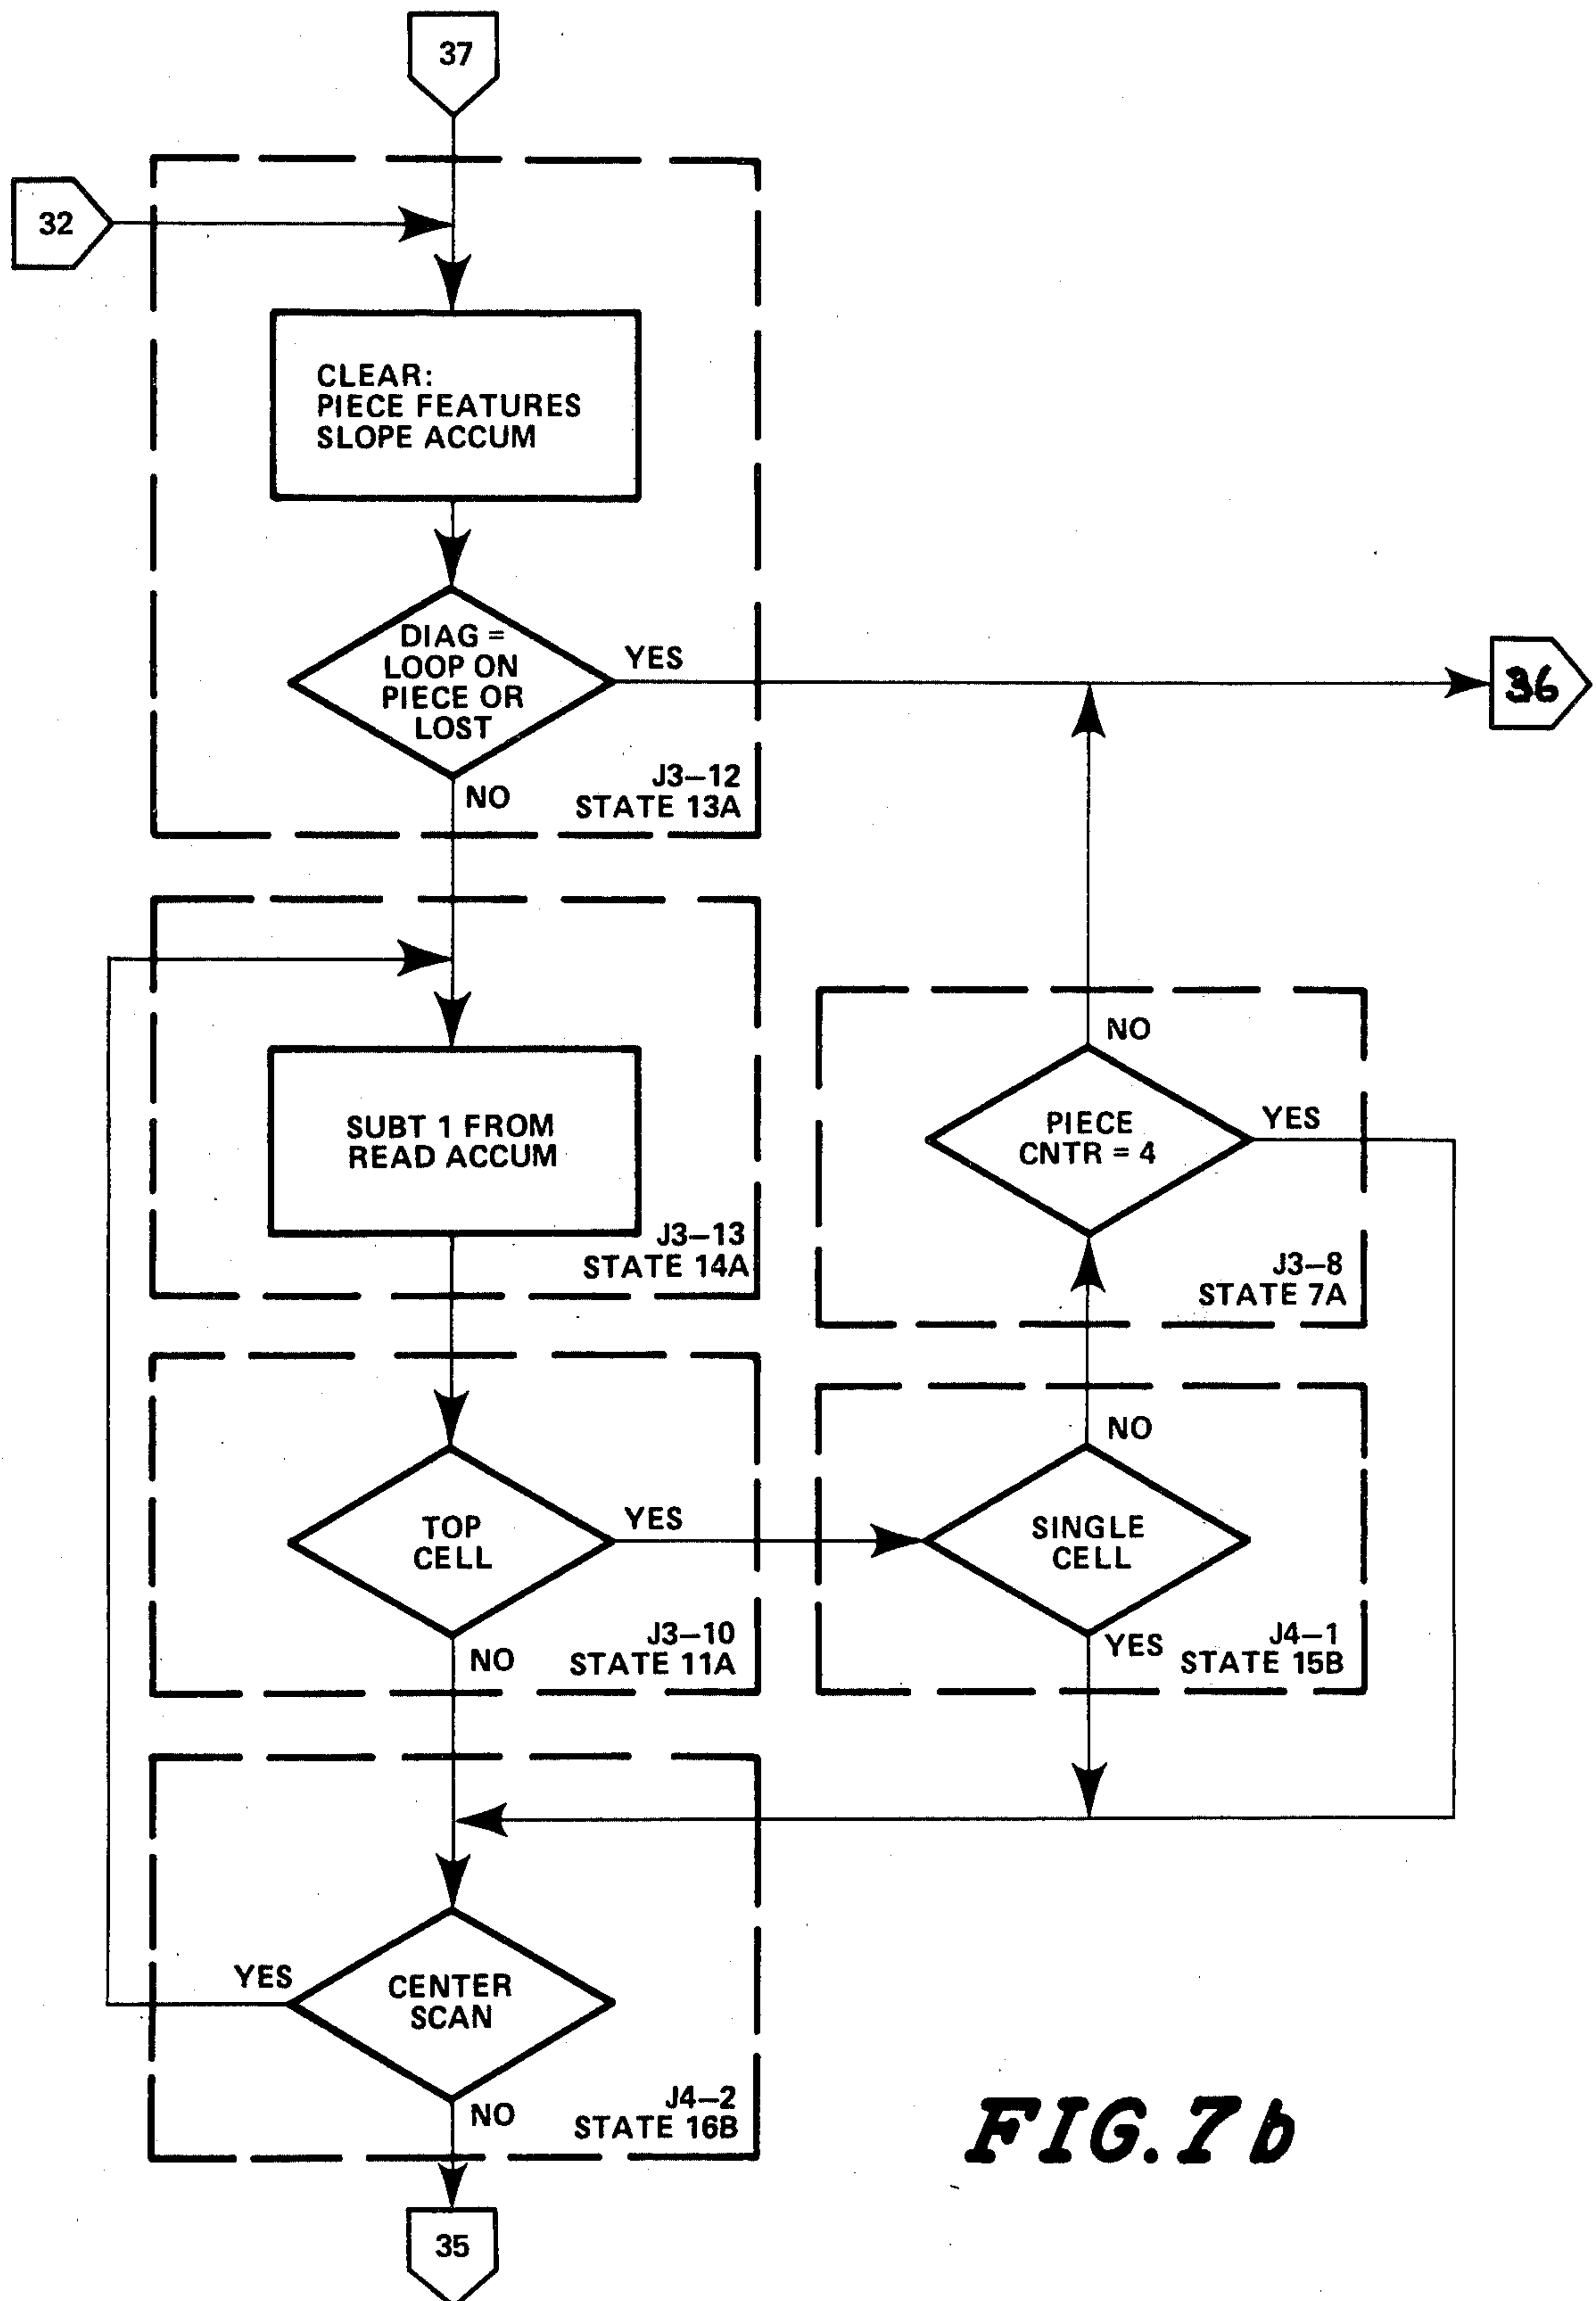 37
32
CLEAR:
PIECE FEATURES
SLOPE ACCUM
DIAG =
LOOP ON
PIECE OR
LOST
YES
36
NO
J3–12
STATE 13A
SUBT 1 FROM
READ ACCUM
J3–13
STATE 14A
NO
PIECE
CNTR = 4
YES
J3–8
STATE 7A
TOP
CELL
YES
NO
J3–10
STATE 11A
NO
SINGLE
CELL
YES
J4–1
STATE 15B
YES
CENTER
SCAN
NO
J4–2
STATE 16B
35
FIG. 7b